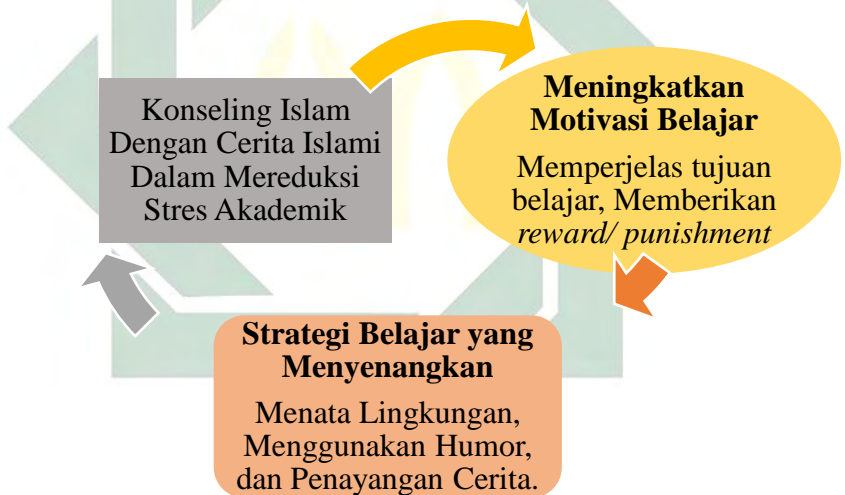 Konseling Islam
Dengan Cerita Islami
Dalam Mereduksi
Stres Akademik
Meningkatkan
Motivasi Belajar
Memperjelas tujuan
belajar, Memberikan
reward/ punishment
Strategi Belajar yang
Menyenangkan
Menata Lingkungan,
Menggunakan Humor,
dan Penayangan Cerita.